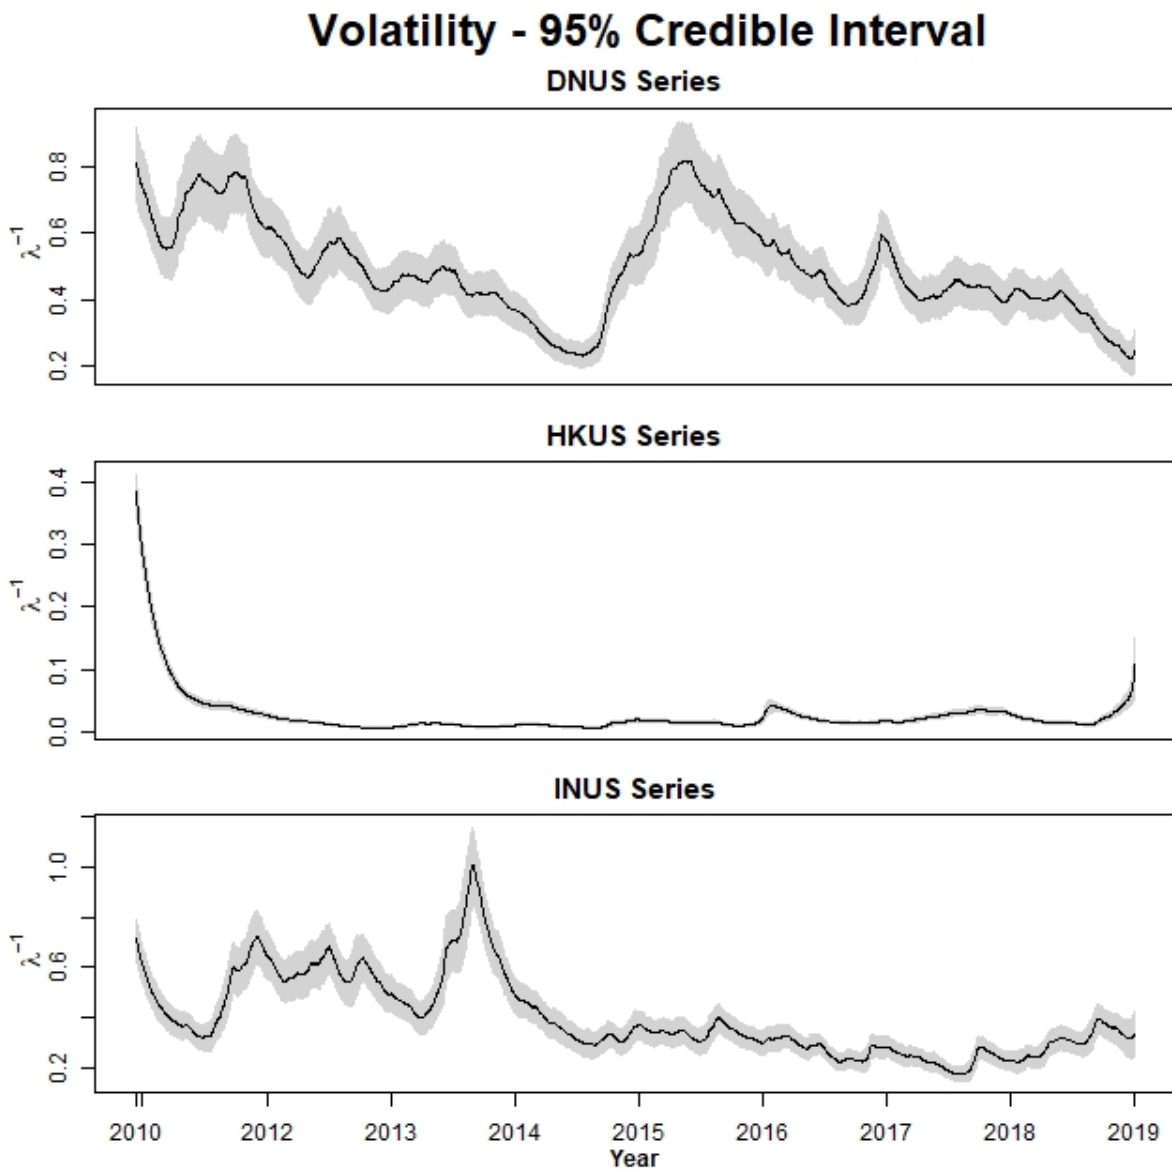 Volatility - 95% Credible Interval
DNUS Series
λ⁻¹
0.8
0.6
0.4
0.2
HKUS Series
λ⁻¹
0.4
0.3
0.2
0.1
0.0
INUS Series
λ⁻¹
1.0
0.6
0.2
2010 2012 2013 2014 2015 2016 2017 2018 2019
Year